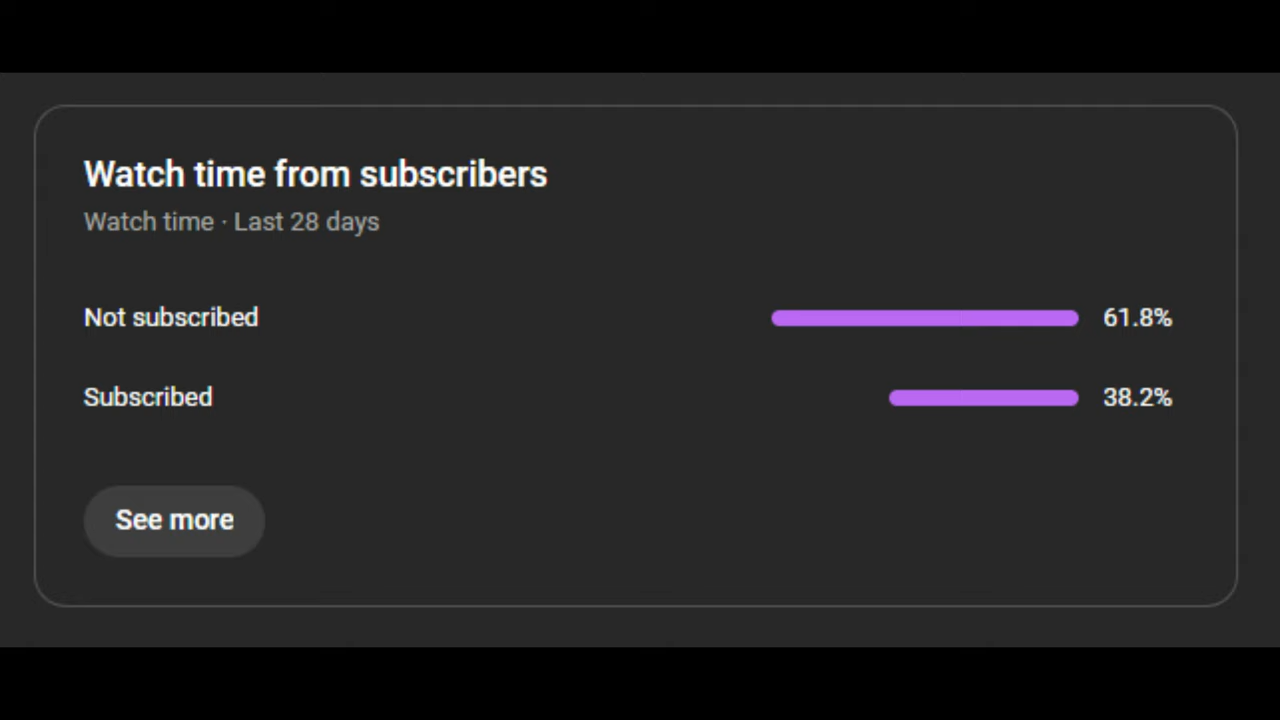 Watch time from subscribers
Watch time · Last 28 days
Not subscribed 61.8%
Subscribed 38.2%
See more